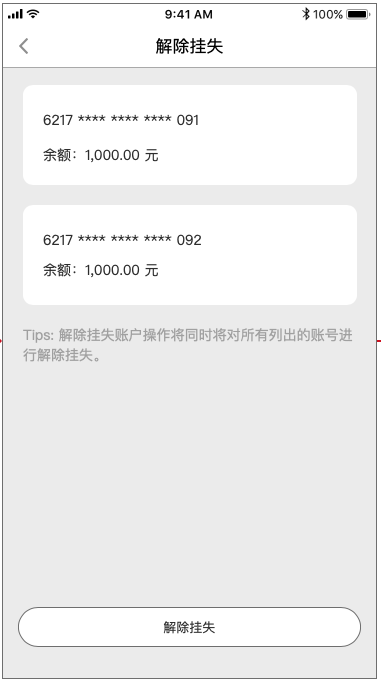 9:41 AM 100%
解除挂失
6217 **** **** **** 091
余额：1,000.00 元
6217 **** **** **** 092
余额：1,000.00 元
Tips: 解除挂失账户操作将同时将对所有列出的账号进
行解除挂失。
解除挂失